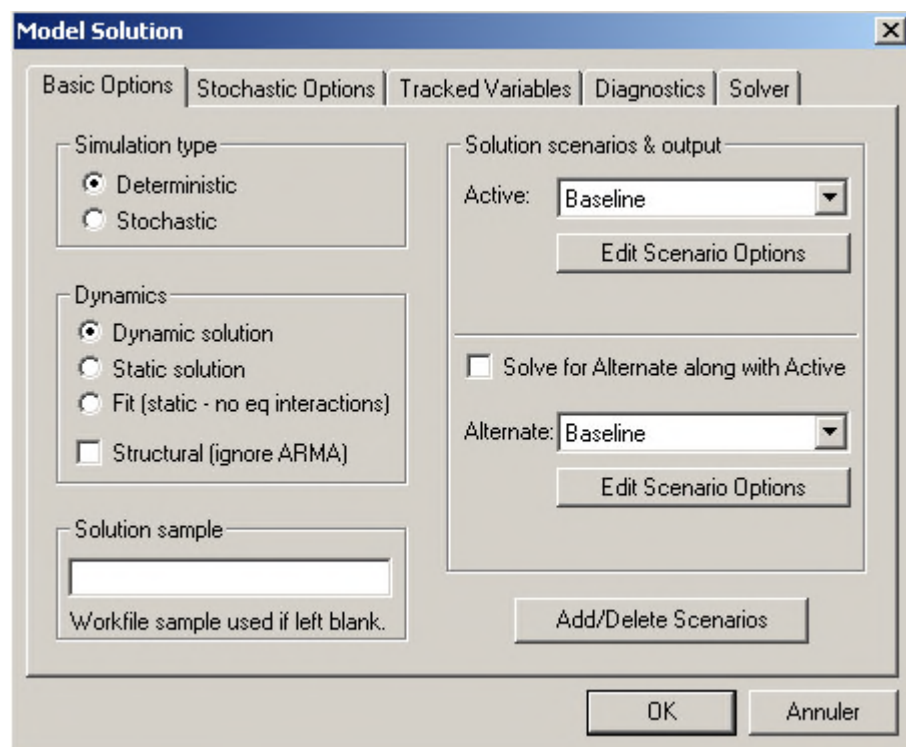 Model Solution
Basic Options
Stochastic Options
Tracked Variables
Diagnostics
Solver
Simulation type
Deterministic
Stochastic
Dynamics
Dynamic solution
Static solution
Fit (static - no eq interactions)
Structural (ignore ARMA)
Solution sample
Workfile sample used if left blank.
Solution scenarios & output
Active: Baseline
Edit Scenario Options
Solve for Alternate along with Active
Alternate: Baseline
Edit Scenario Options
Add/Delete Scenarios
OK
Annuler